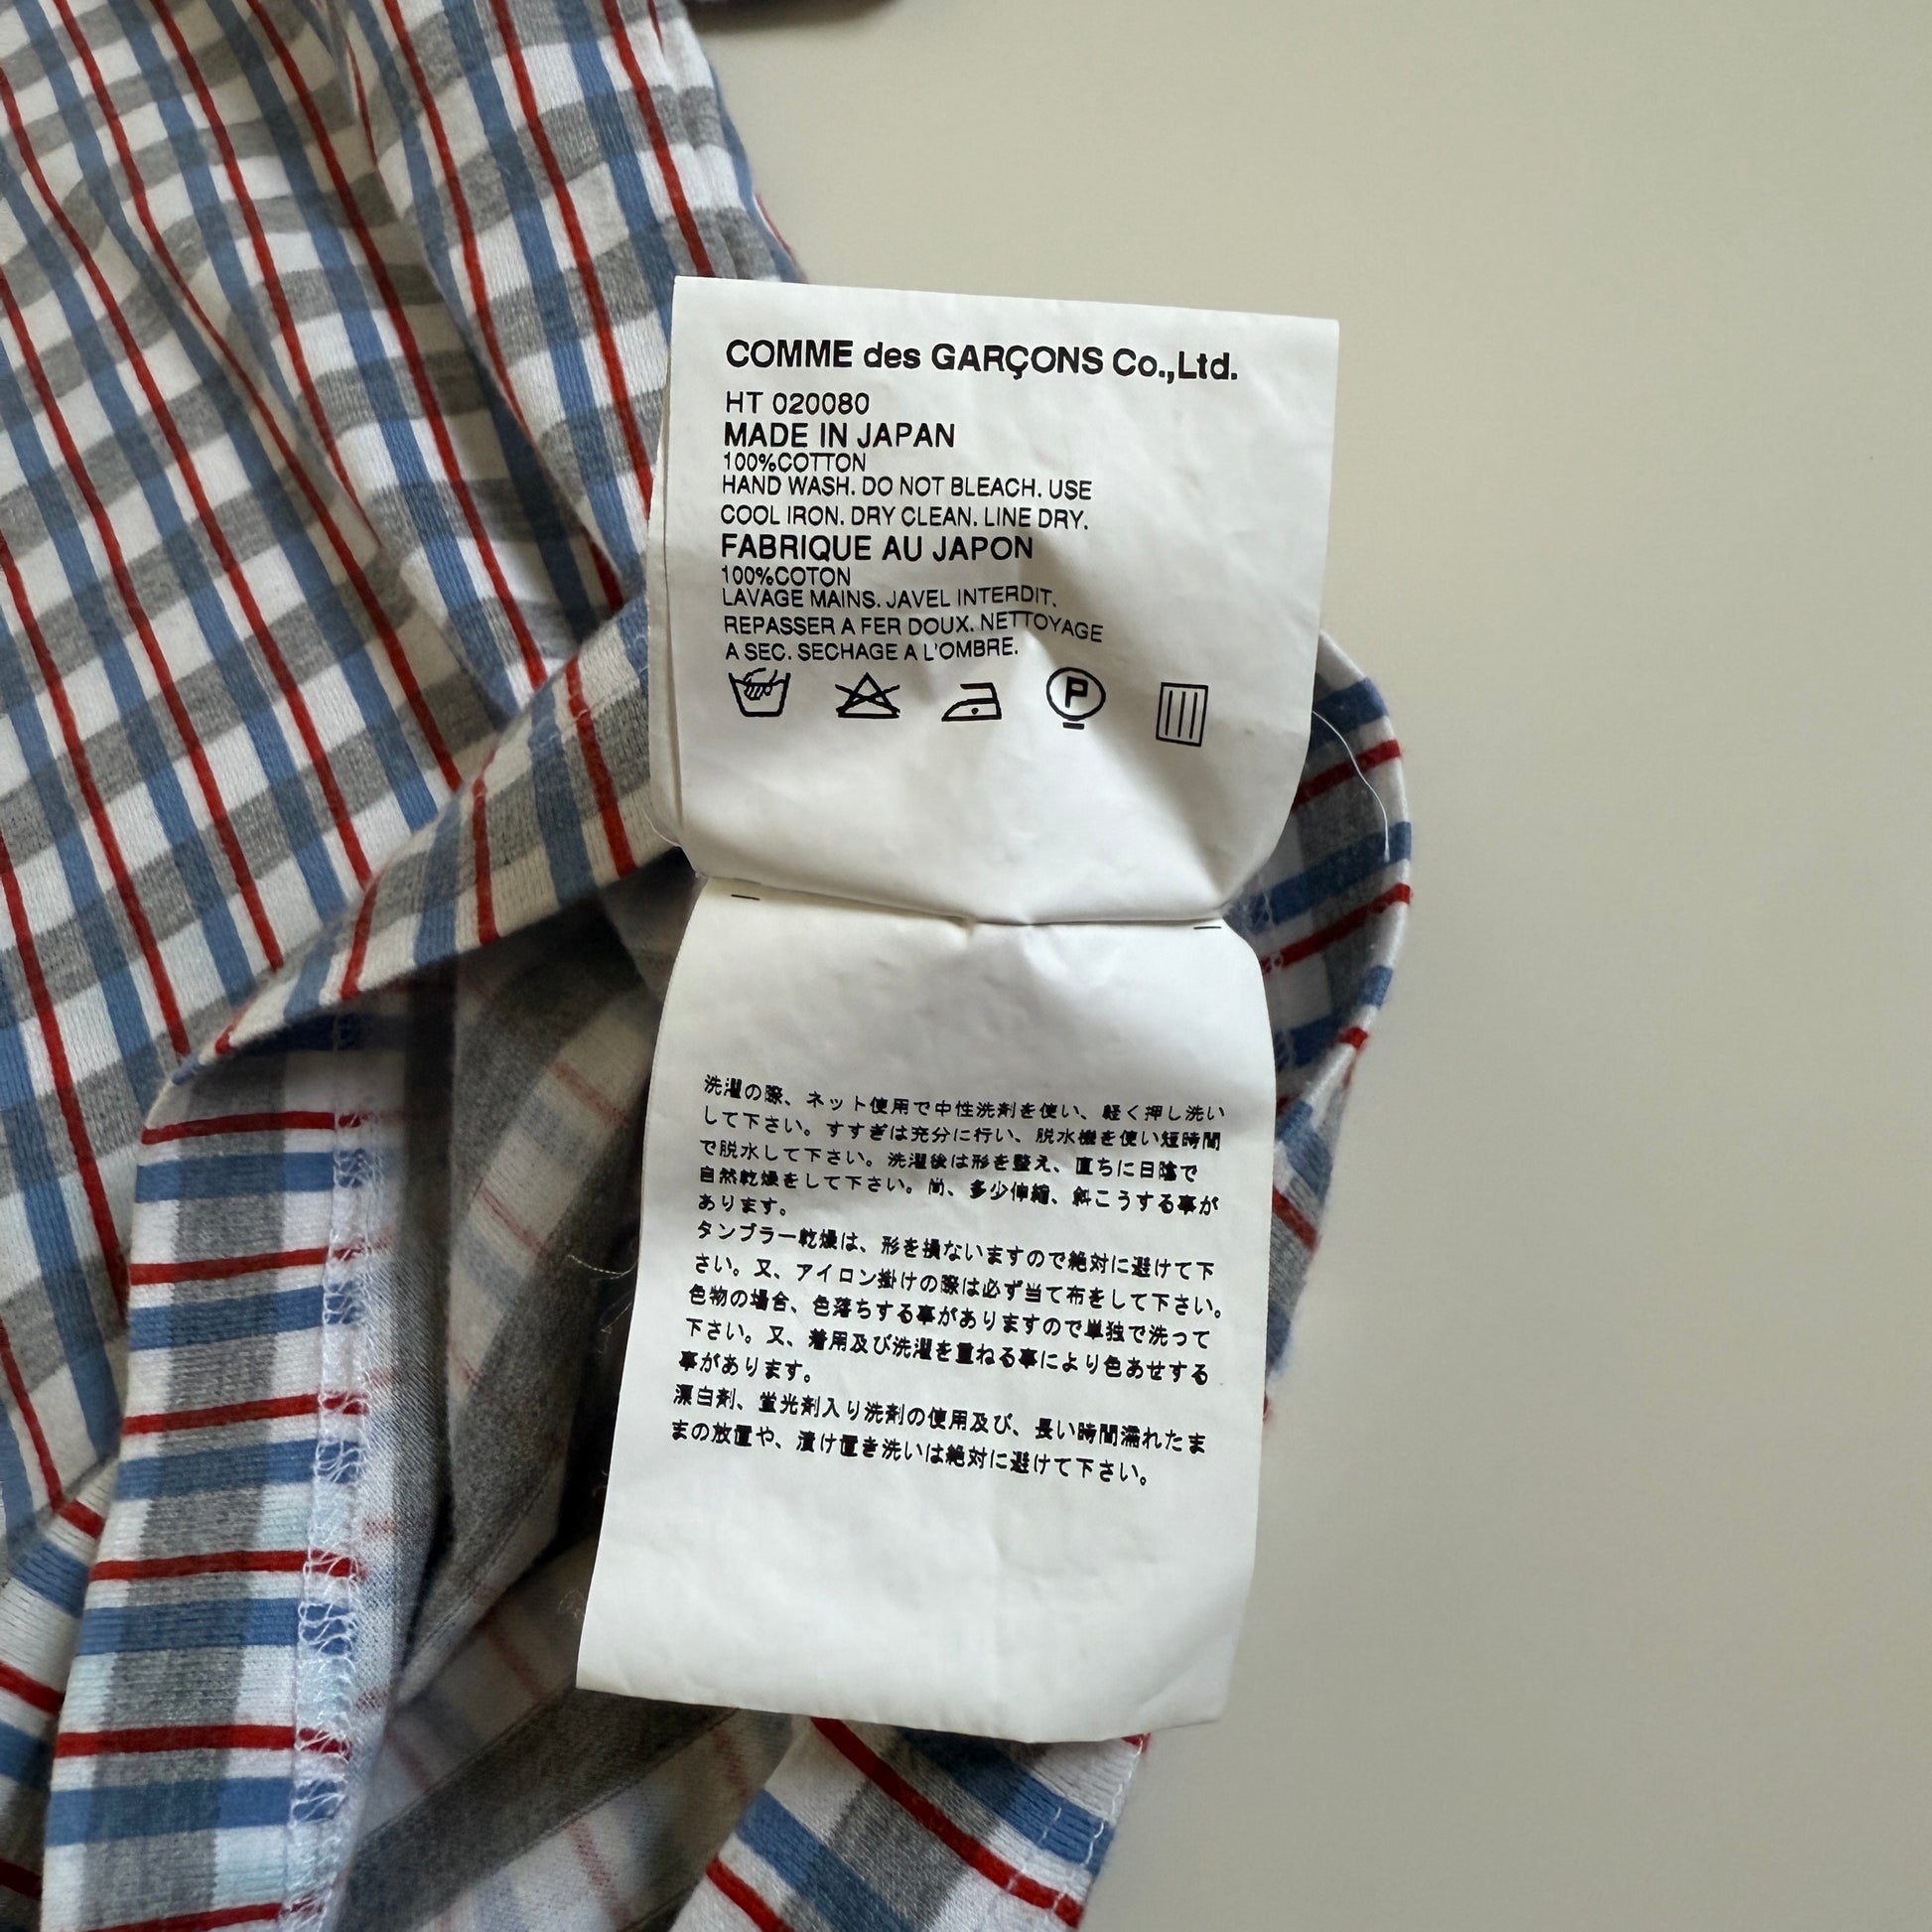 COMME des GARÇONS Co.,Ltd.
HT 020080
MADE IN JAPAN
100%COTTON
HAND WASH. DO NOT BLEACH. USE
COOL IRON. DRY CLEAN. LINE DRY.
FABRIQUE AU JAPON
100%COTON
LAVAGE MAINS. JAVEL INTERDIT.
REPASSER A FER DOUX. NETTOYAGE
A SEC. SECHAGE A L'OMBRE.
P
洗濯の際、ネット使用で中性洗剤を使い、軽く押し洗い
して下さい。すすぎは充分に行い、脱水機を使い短時間
で脱水して下さい。洗濯後は形を整え、直ちに日陰で
自然乾燥をして下さい。尚、多少伸縮、斜こうする事が
あります。
タンブラー乾燥は、形を損ないますので絶対に避けて下
さい。又、アイロン掛けの際は必ず当て布をして下さい。
色物の場合、色落ちする事がありますので単独で洗って
下さい。又、着用及び洗濯を重ねる事により色あせする
事があります。
漂白剤、蛍光剤入り洗剤の使用及び、長い時間濡れたま
まの放置や、漬け置き洗いは絶対に避けて下さい。